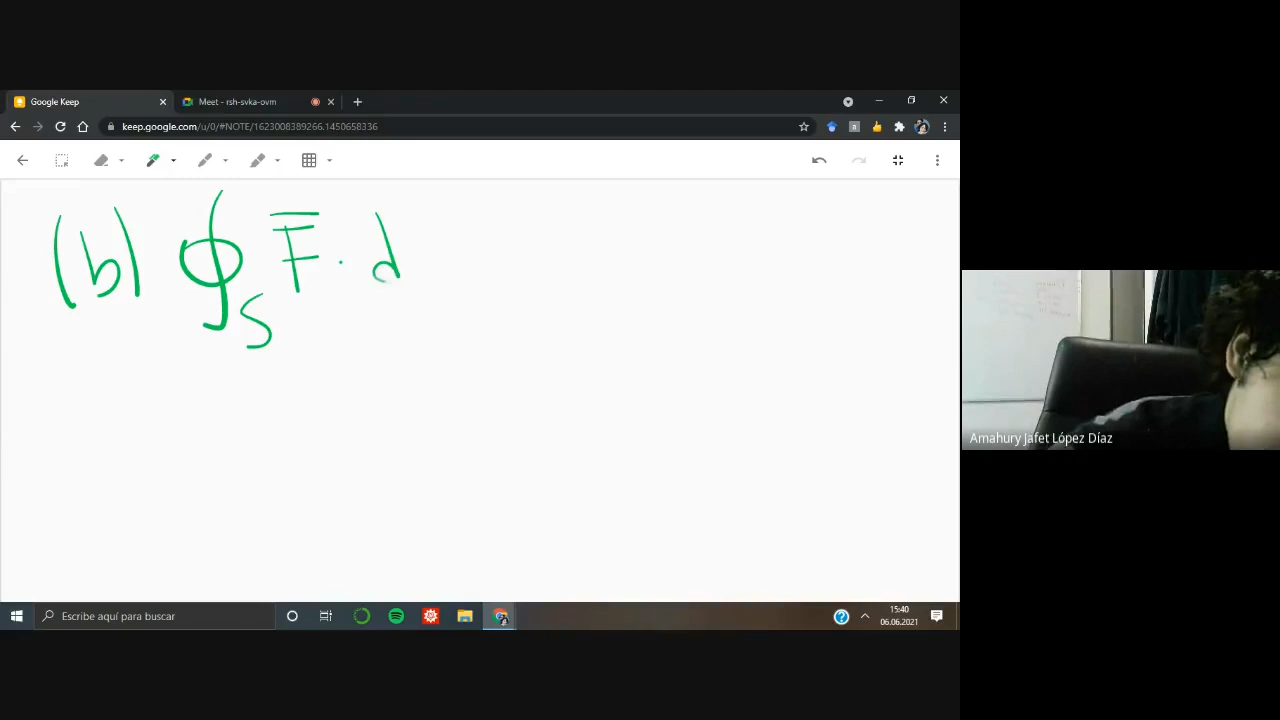 Google Keep
Meet - rsh-svka-ovm
keep.google.com/u/0/#NOTE/1623008389266.1450658336
(b) ∮_S F̅ · d
Amahury Jafet López Díaz
Escribe aquí para buscar
15:40
06.06.2021